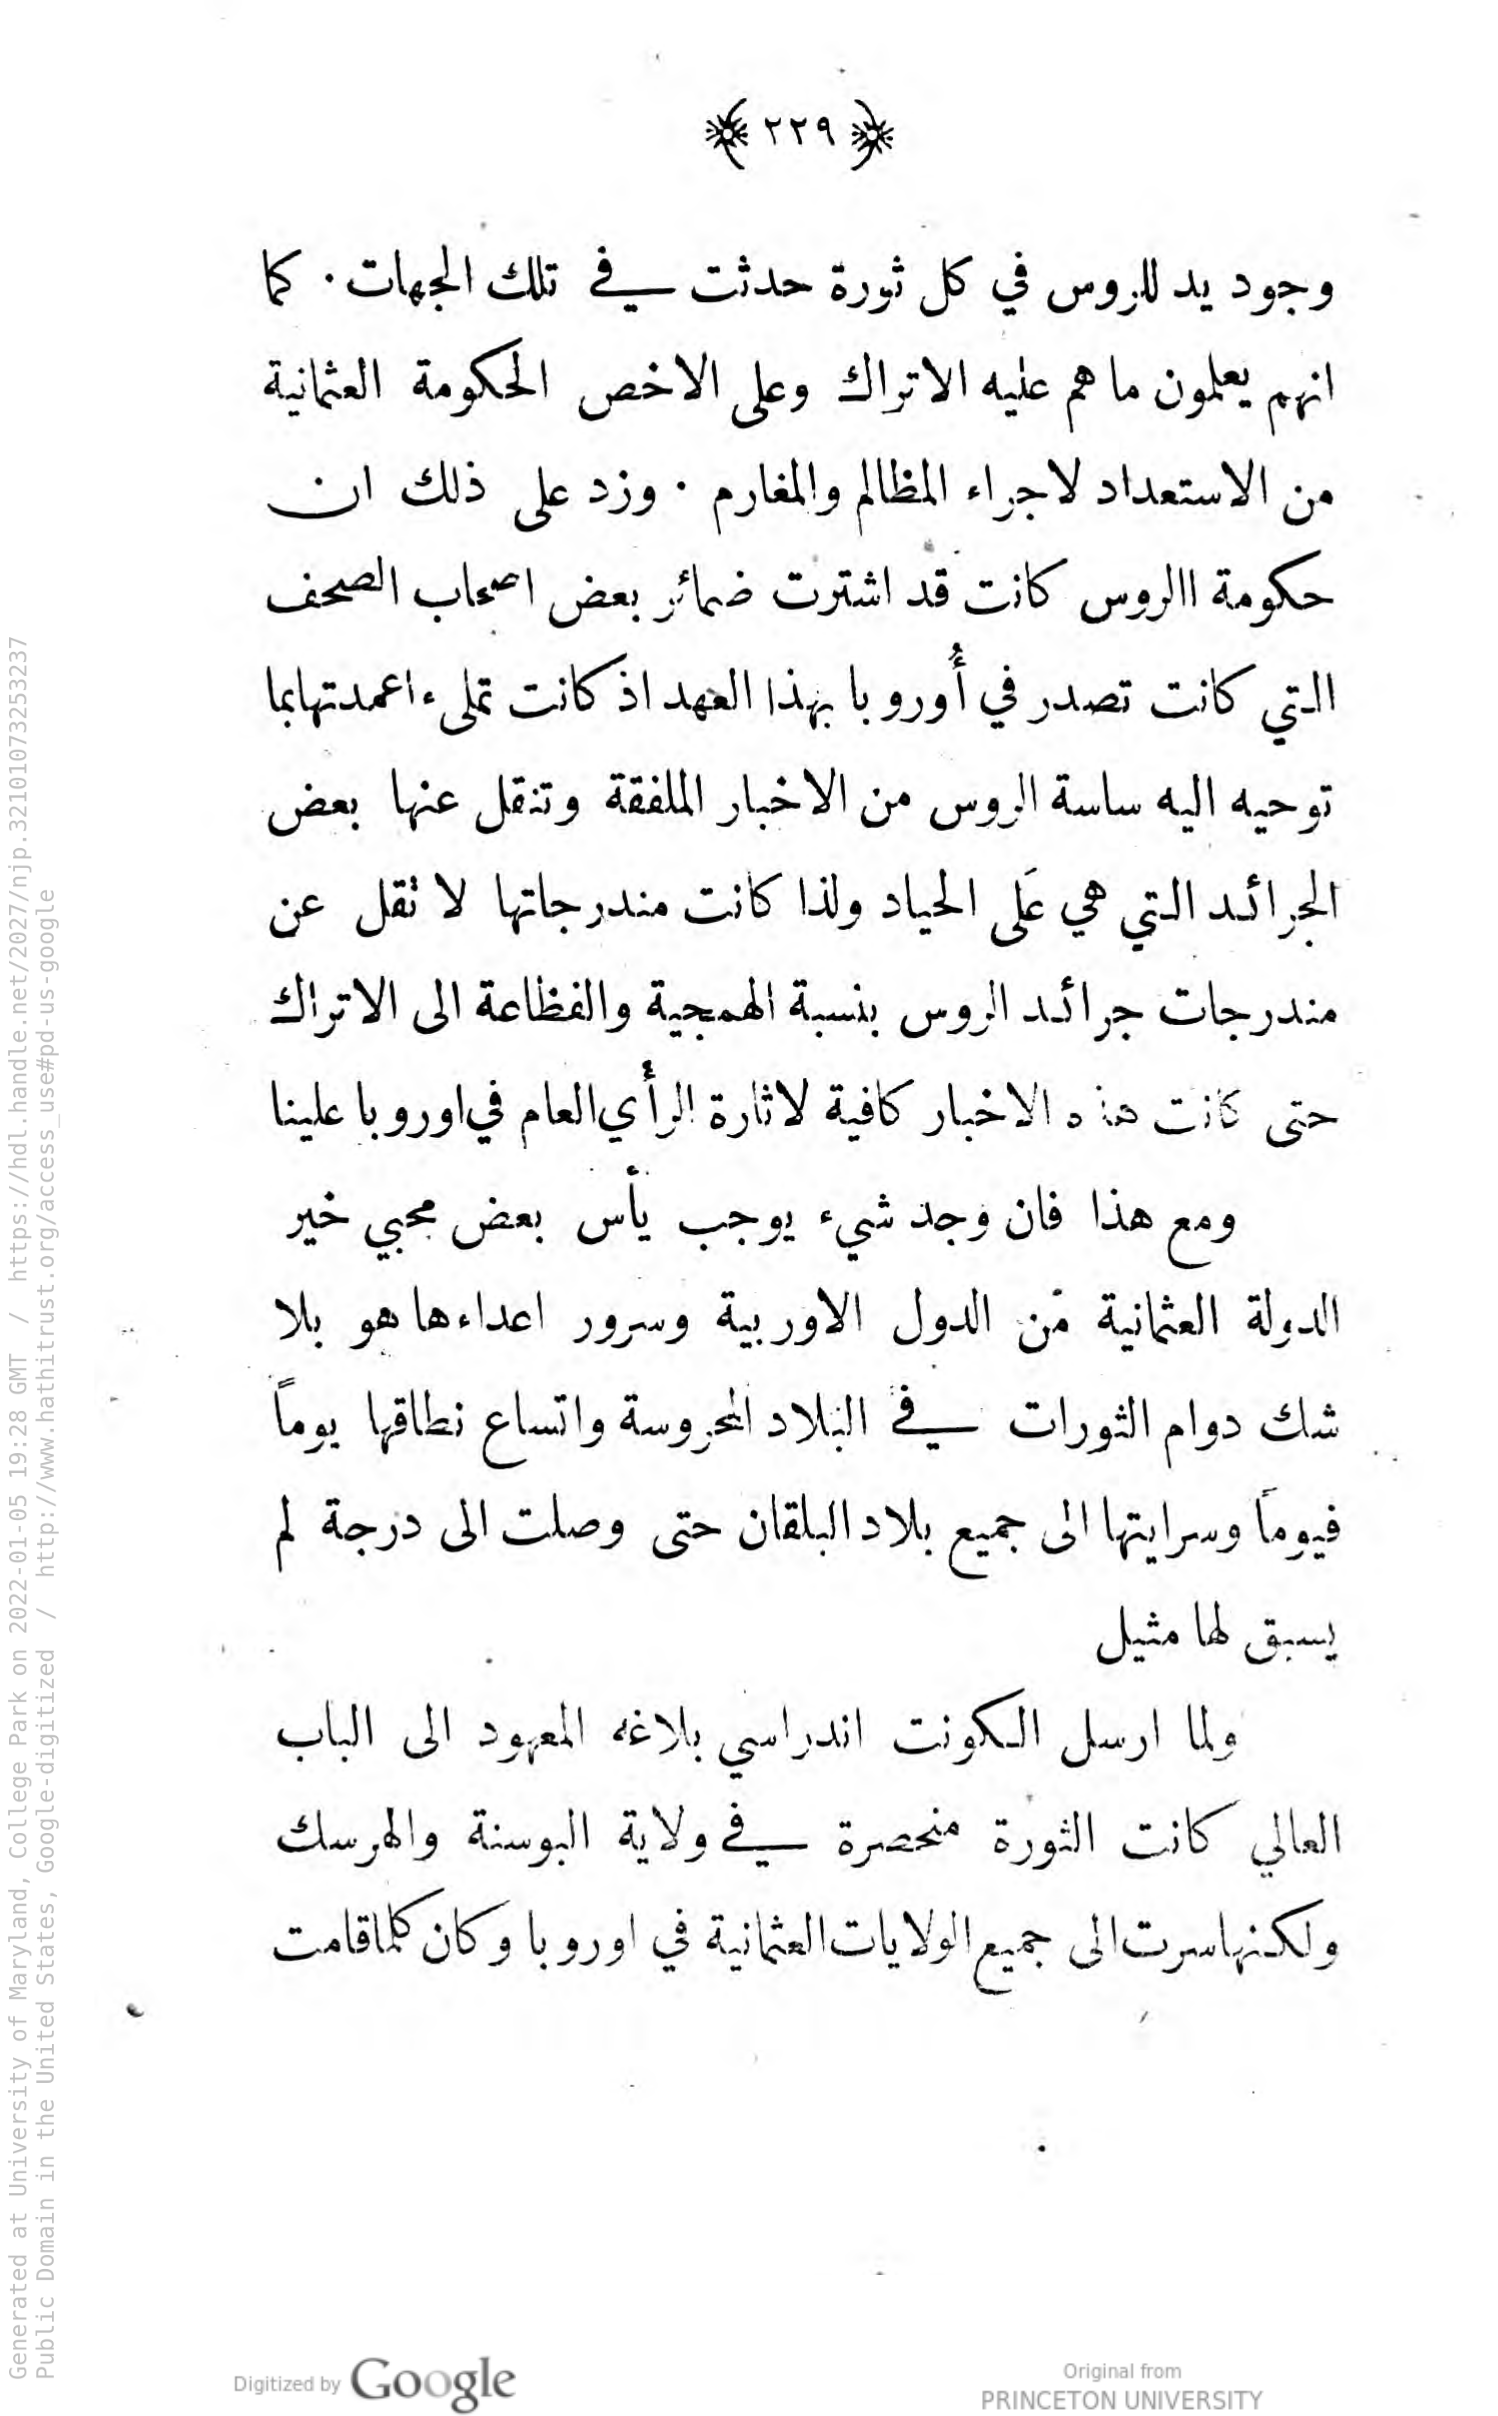 ﴿ ٢٢٩ ﴾
وجود يد للروس في كل ثورة حدثت في تلك الجهات ٠ كما
انهم يعلمون ما هم عليه الاتراك وعلى الاخص الحكومة العثمانية
من الاستعداد لاجراء المظالم والمغارم ٠ وزد على ذلك ان
حكومة االروس كانت قد اشترت ضمائر بعض اصحاب الصحف
التي كانت تصدر في أُوروبا بهذا العهد اذ كانت تملىء اعمدتها بما
توحيه اليه ساسة الروس من الاخبار الملفقة وتنقل عنها بعض
الجرائد التي هي عَلى الحياد ولذا كانت مندرجاتها لا ثقل عن
مندرجات جرائد الروس بنسبة الهمجية والفظاعة الى الاتراك
حتى كانت هذه الاخبار كافية لاثارة الرأي العام في اوروبا علينا
ومع هذا فان وجد شيء يوجب يأس بعض محبي خير
الدولة العثمانية من الدول الاوربية وسرور اعداءها هو بلا
شك دوام الثورات في البلاد المحروسة واتساع نطاقها يوماً
فيوماً وسرايتها الى جميع بلاد البلقان حتى وصلت الى درجة لم
يسبق لها مثيل
ولما ارسل الكونت اندراسي بلاغه المعهود الى الباب
العالي كانت الثورة منحصرة في ولاية البوسنة والهرسك
ولكنها سرت الى جميع الولايات العثمانية في اوروبا وكان كلما قامت
Generated at University of Maryland, College Park on 2022-01-05 19:28 GMT / https://hdl.handle.net/2027/njp.32101073253237
Public Domain in the United States, Google-digitized / http://www.hathitrust.org/access_use#pd-us-google
Digitized by Google
Original from
PRINCETON UNIVERSITY